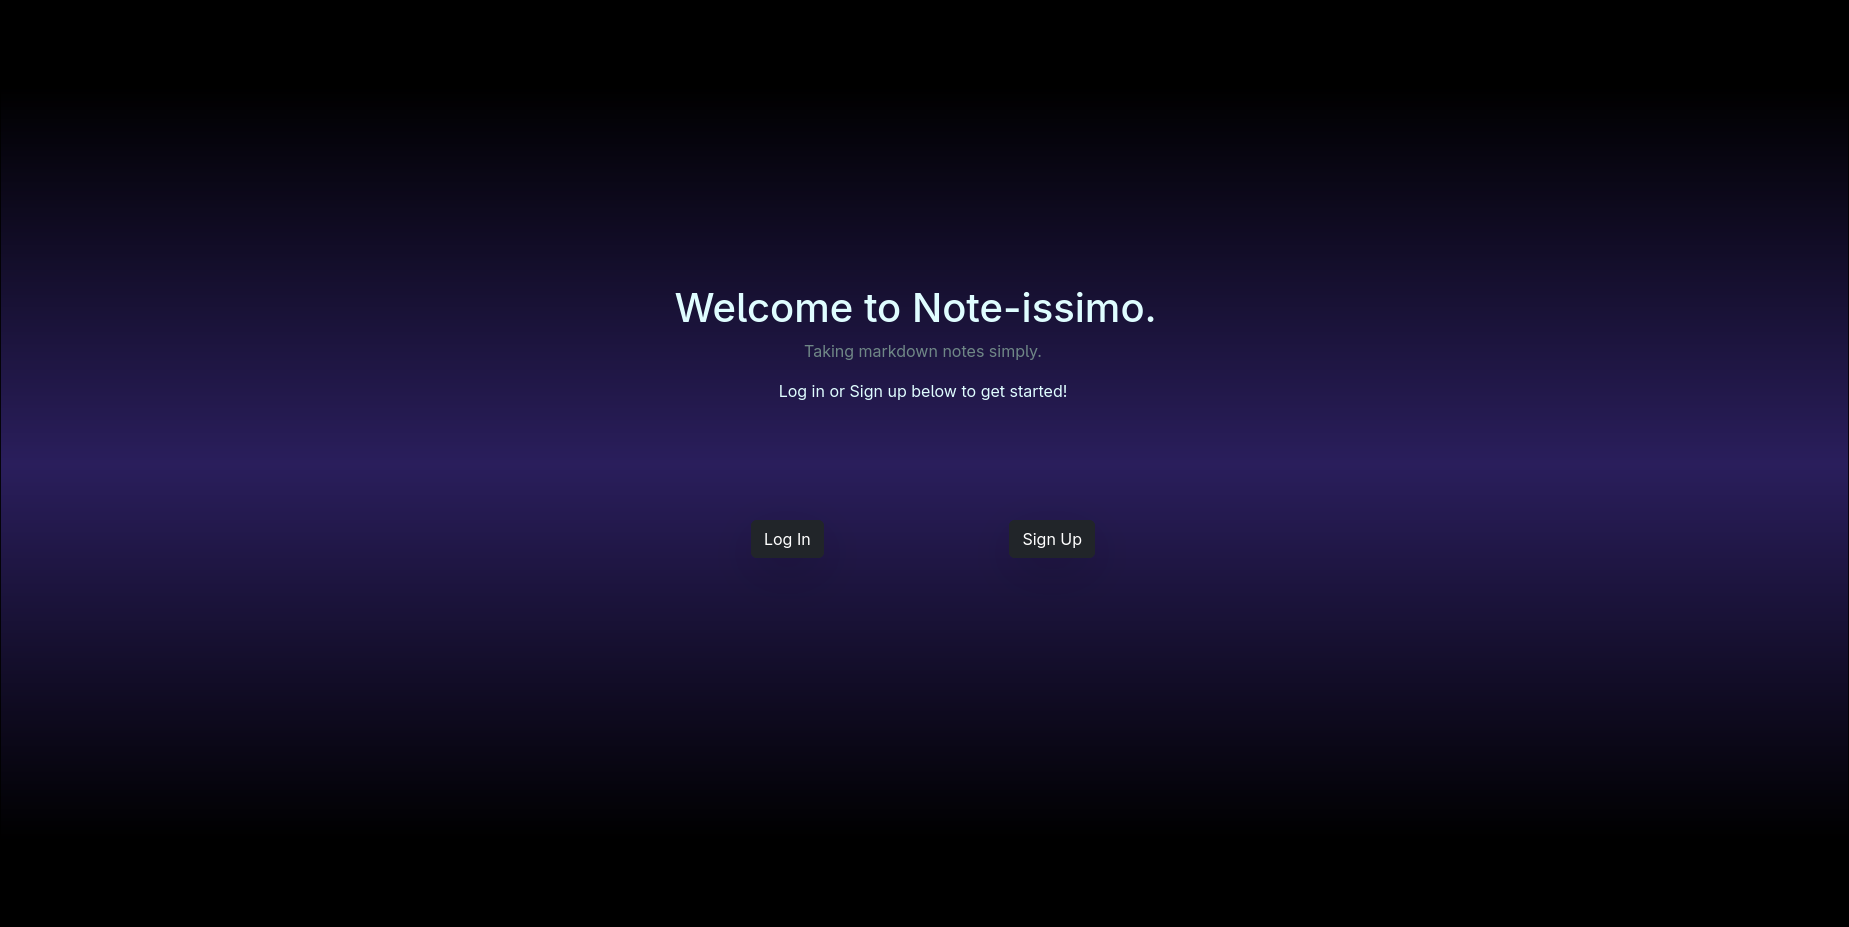 Welcome to Note-issimo.
Taking markdown notes simply.
Log in or Sign up below to get started!
Log In
Sign Up